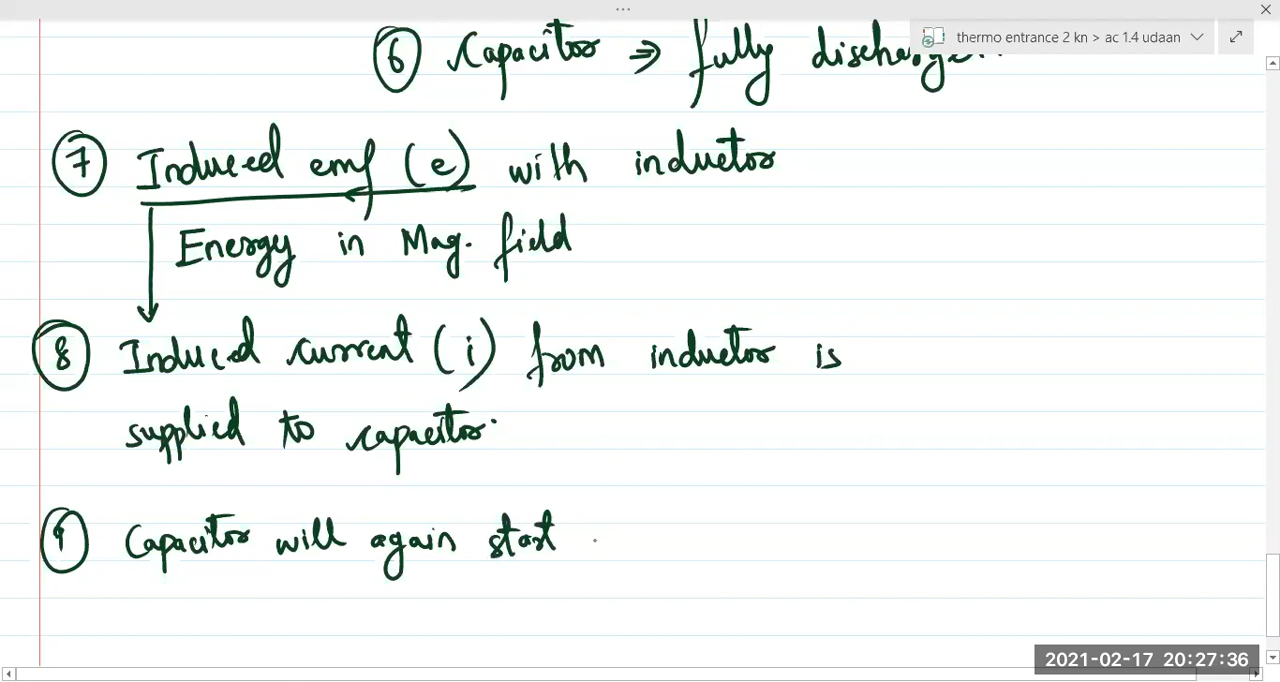 thermo entrance 2 kn > ac 1.4 udaan
⑥ Capacitor ⇒ fully discharge.
⑦ Induced emf (e) with inductor
Energy in Mag. field
⑧ Induced current (i) from inductor is
supplied to capacitor.
⑨ Capacitor will again start
2021-02-17 20:27:36